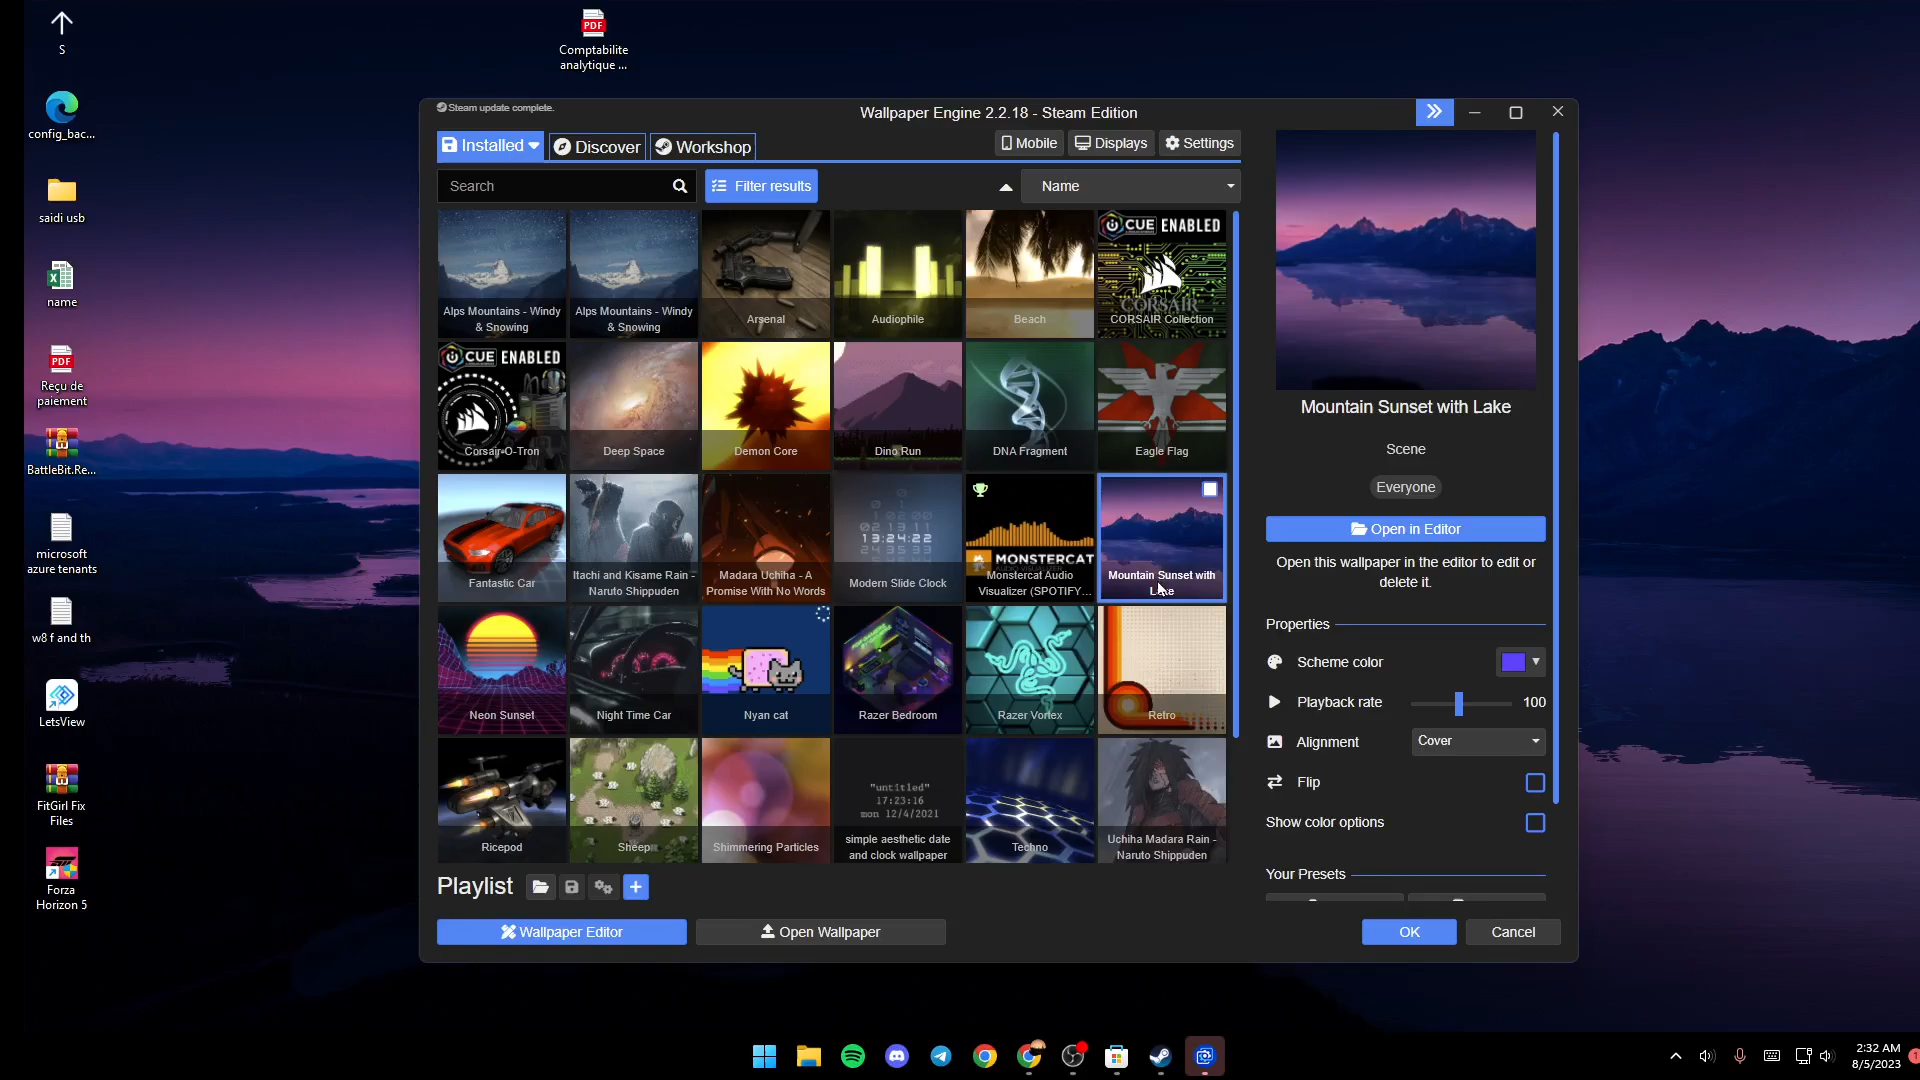 S
config_bac...
saidi usb
name
Reçu de
paiement
BattleBit.Re...
microsoft
azure tenants
w8 f and th
LetsView
FitGirl Fix
Files
Forza
Horizon 5
PDF
Comptabilite
analytique ...
Steam update complete.
Wallpaper Engine 2.2.18 - Steam Edition
Installed
Discover
Workshop
Mobile
Displays
Settings
Search
Filter results
Name
Alps Mountains - Windy
& Snowing
Alps Mountains - Windy
& Snowing
Arsenal
Audiophile
Beach
CUE ENABLED
CORSAIR
CORSAIR Collection
CUE ENABLED
Corsair-O-Tron
Deep Space
Demon Core
Dino Run
DNA Fragment
Eagle Flag
Fantastic Car
Itachi and Kisame Rain -
Naruto Shippuden
Madara Uchiha - A
Promise With No Words
13:24:22
Modern Slide Clock
MONSTERCAT
Monstercat Audio
Visualizer (SPOTIFY...
Mountain Sunset with
Neon Sunset
Night Time Car
Nyan cat
Razer Bedroom
Razer Vortex
Retro
Ricepod
Sheep
Shimmering Particles
"untitled"
17:23:16
mon 12/4/2021
simple aesthetic date
and clock wallpaper
Techno
Uchiha Madara Rain -
Naruto Shippuden
Playlist
Wallpaper Editor
Open Wallpaper
Mountain Sunset with Lake
Scene
Everyone
Open in Editor
Open this wallpaper in the editor to edit or
delete it.
Properties
Scheme color
Playback rate
100
Alignment
Cover
Flip
Show color options
Your Presets
OK
Cancel
2:32 AM
8/5/2023
1